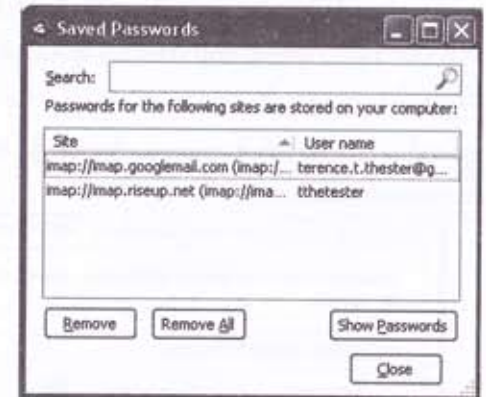 Saved Passwords
Search:
Passwords for the following sites are stored on your computer:
Site User name
imap://imap.googlemail.com (imap:/... terence.t.thester@g...
imap://imap.riseup.net (imap://ima... tthetester
Remove Remove All Show Passwords
Close